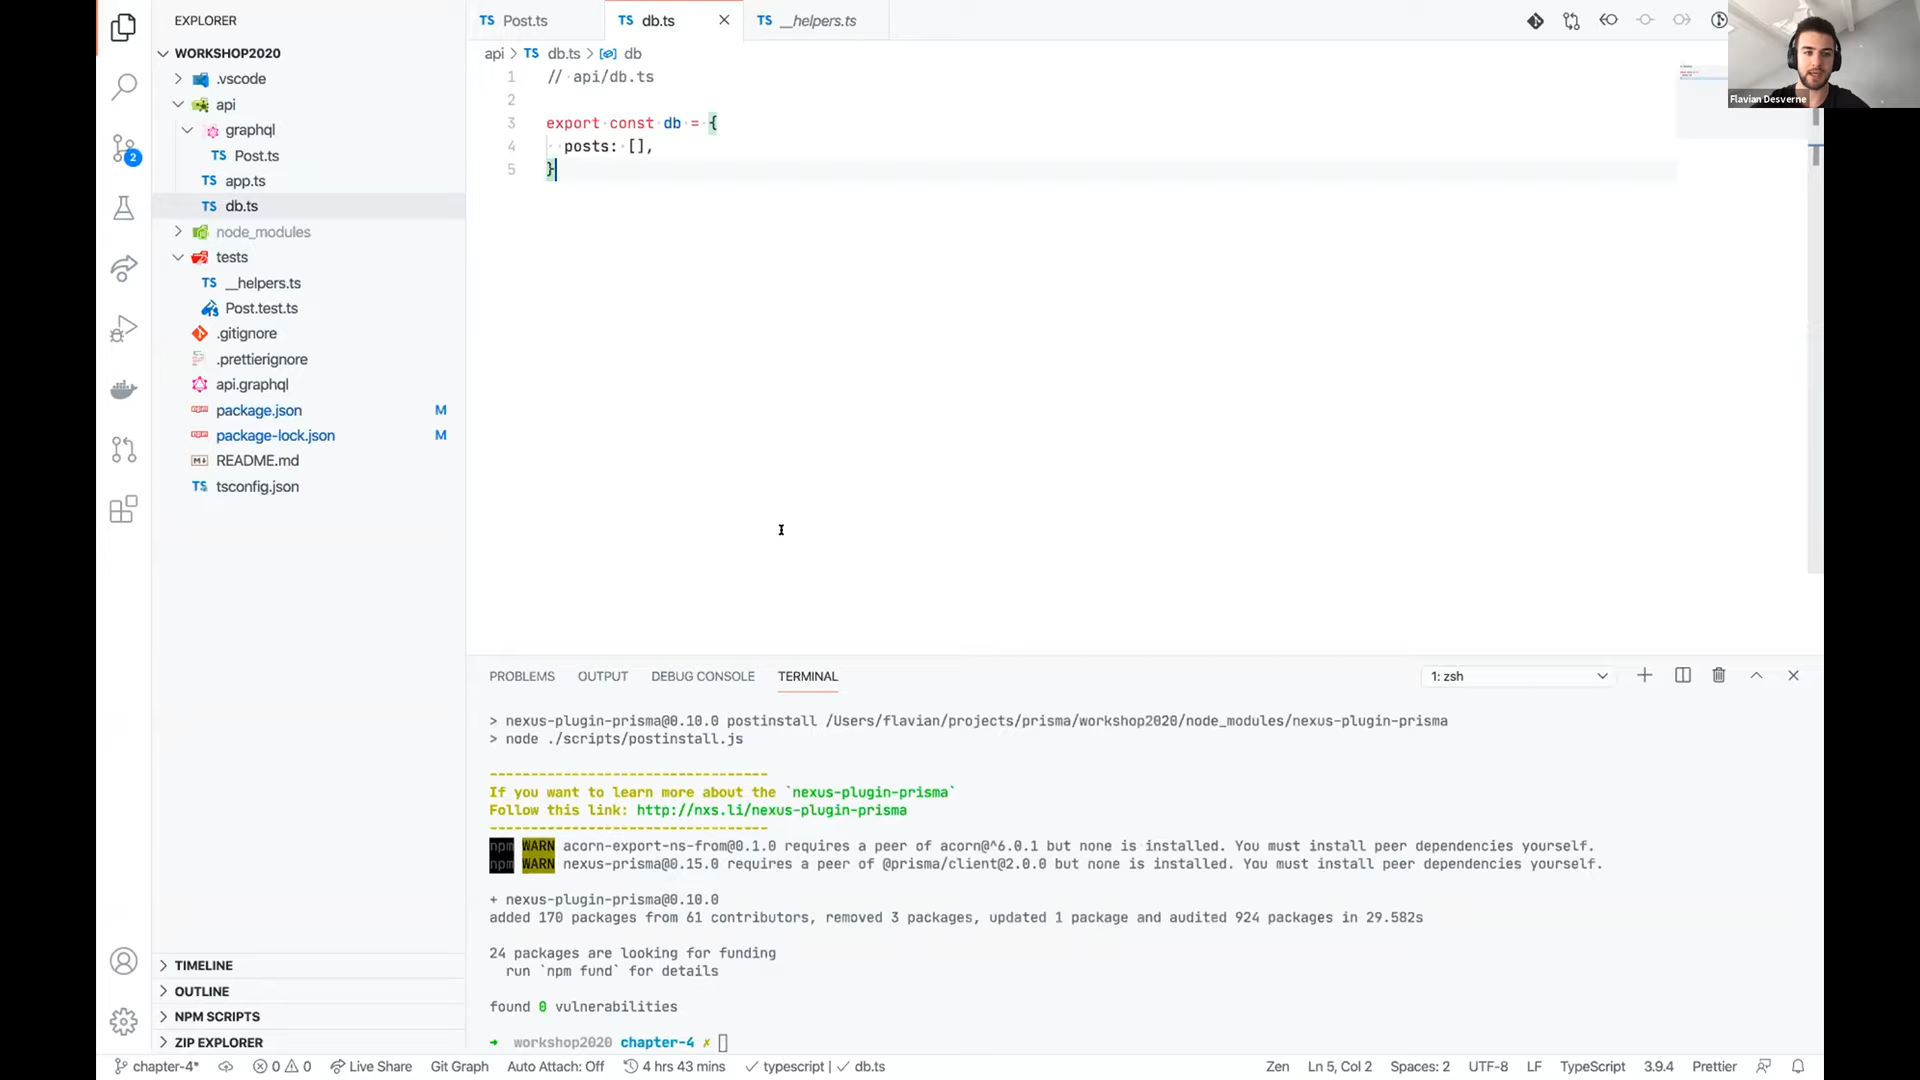 EXPLORER
WORKSHOP2020
.vscode
api
graphql
TS Post.ts
TS app.ts
TS db.ts
node_modules
tests
TS __helpers.ts
Post.test.ts
.gitignore
.prettierignore
api.graphql
package.json M
package-lock.json M
README.md
TS tsconfig.json
2
TIMELINE
OUTLINE
NPM SCRIPTS
ZIP EXPLORER
TS Post.ts TS db.ts TS __helpers.ts
api > TS db.ts > db
1 // api/db.ts
2
3 export const db = {
4 posts: [],
5 }
Flavian Desverne
PROBLEMS OUTPUT DEBUG CONSOLE TERMINAL 1: zsh
> nexus-plugin-prisma@0.10.0 postinstall /Users/flavian/projects/prisma/workshop2020/node_modules/nexus-plugin-prisma
> node ./scripts/postinstall.js
----------------------------------
If you want to learn more about the `nexus-plugin-prisma`
Follow this link: http://nxs.li/nexus-plugin-prisma
----------------------------------
npm WARN acorn-export-ns-from@0.1.0 requires a peer of acorn@^6.0.1 but none is installed. You must install peer dependencies yourself.
npm WARN nexus-prisma@0.15.0 requires a peer of @prisma/client@2.0.0 but none is installed. You must install peer dependencies yourself.
+ nexus-plugin-prisma@0.10.0
added 170 packages from 61 contributors, removed 3 packages, updated 1 package and audited 924 packages in 29.582s
24 packages are looking for funding
run `npm fund` for details
found 0 vulnerabilities
→ workshop2020 chapter-4 ✗
chapter-4* 0 0 Live Share Git Graph Auto Attach: Off 4 hrs 43 mins ✓ typescript | ✓ db.ts Zen Ln 5, Col 2 Spaces: 2 UTF-8 LF TypeScript 3.9.4 Prettier